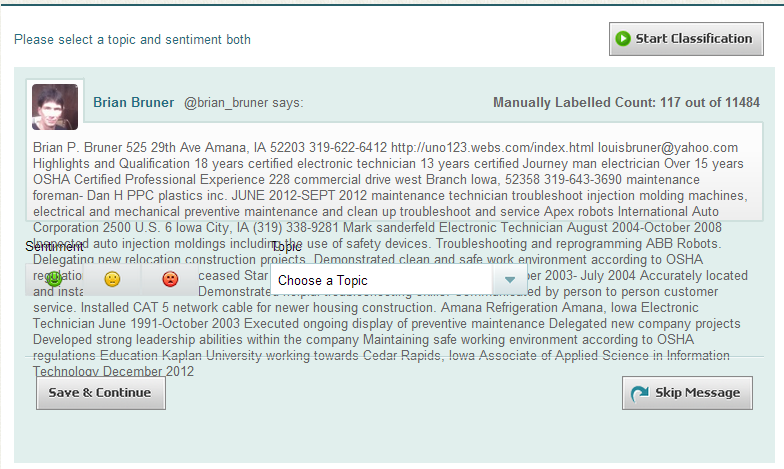 Please select a topic and sentiment both
Start Classification
Brian Bruner @brian_bruner says:
Manually Labelled Count: 117 out of 11484
Brian P. Bruner 525 29th Ave Amana, IA 52203 319-622-6412 http://uno123.webs.com/index.html louisbruner@yahoo.com
Highlights and Qualification 18 years certified electronic technician 13 years certified Journey man electrician Over 15 years
OSHA Certified Professional Experience 228 commercial drive west Branch Iowa, 52358 319-643-3690 maintenance
foreman- Dan H PPC plastics inc. JUNE 2012-SEPT 2012 maintenance technician troubleshoot injection molding machines,
electrical and mechanical preventive maintenance and clean up troubleshoot and service Apex robots International Auto
Corporation 2500 U.S. 6 Iowa City, IA (319) 338-9281 Mark sanderfeld Electronic Technician August 2004-October 2008
Inspected auto injection moldings including the use of safety devices. Troubleshooting and reprogramming ABB Robots.
Sentiment
Topic
Delegating new relocation construction projects. Demonstrated clean and safe work environment according to OSHA
ceased Star
2003- July 2004 Accurately located
Choose a Topic
and
person to person customer
service. Installed CAT 5 network cable for newer housing construction. Amana Refrigeration Amana, Iowa Electronic
Technician June 1991-October 2003 Executed ongoing display of preventive maintenance Delegated new company projects
Developed strong leadership abilities within the company Maintaining safe working environment according to OSHA
regulations Education Kaplan University working towards Cedar Rapids, Iowa Associate of Applied Science in Information
Technology December 2012
Save & Continue
Skip Message